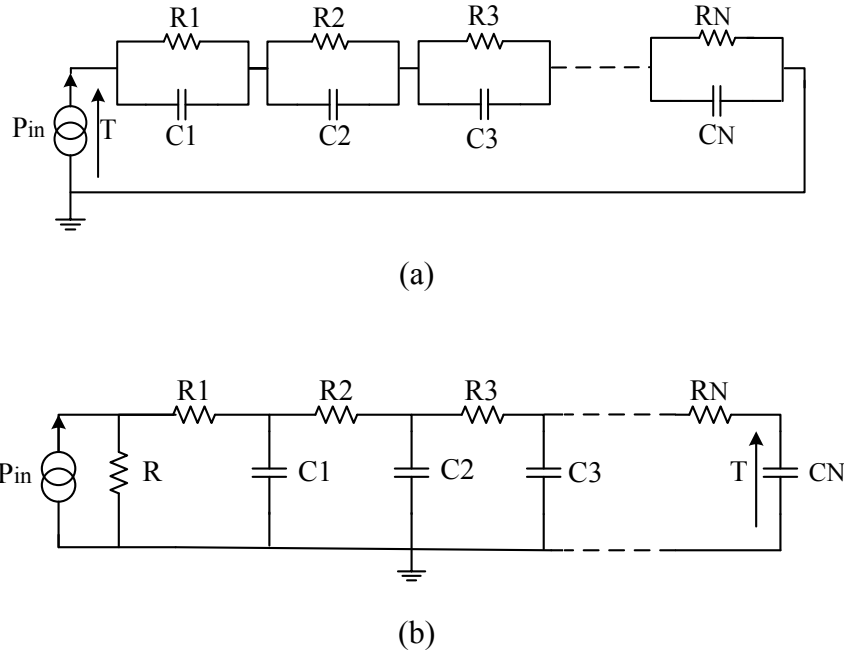 R1 R2 R3 RN
Pin T C1 C2 C3 CN
(a)
R1 R2 R3 RN
Pin R C1 C2 C3 T CN
(b)